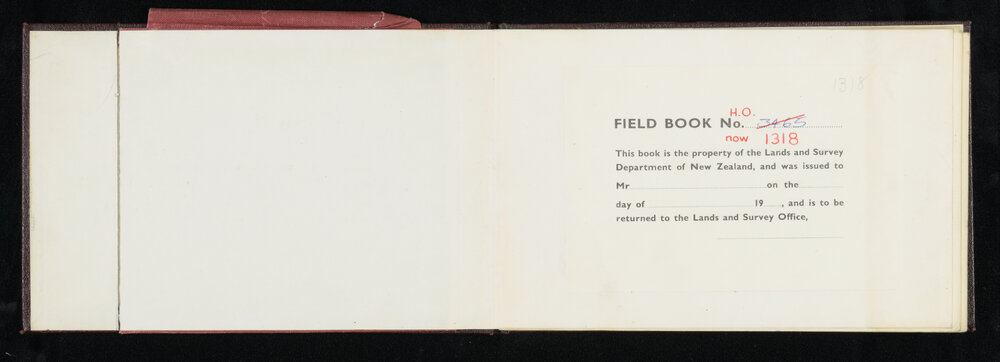 1318
H.O.
FIELD BOOK No. 3465
now 1318
This book is the property of the Lands and Survey
Department of New Zealand, and was issued to
Mr on the
day of 19 , and is to be
returned to the Lands and Survey Office,